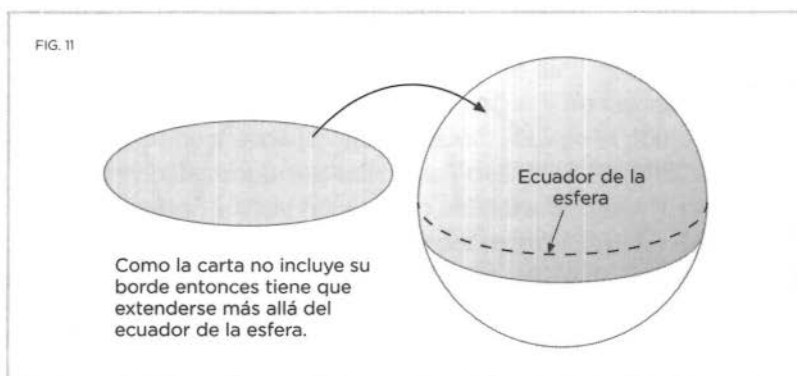 FIG. 11
Ecuador de la
esfera
Como la carta no incluye su
borde entonces tiene que
extenderse más allá del
ecuador de la esfera.